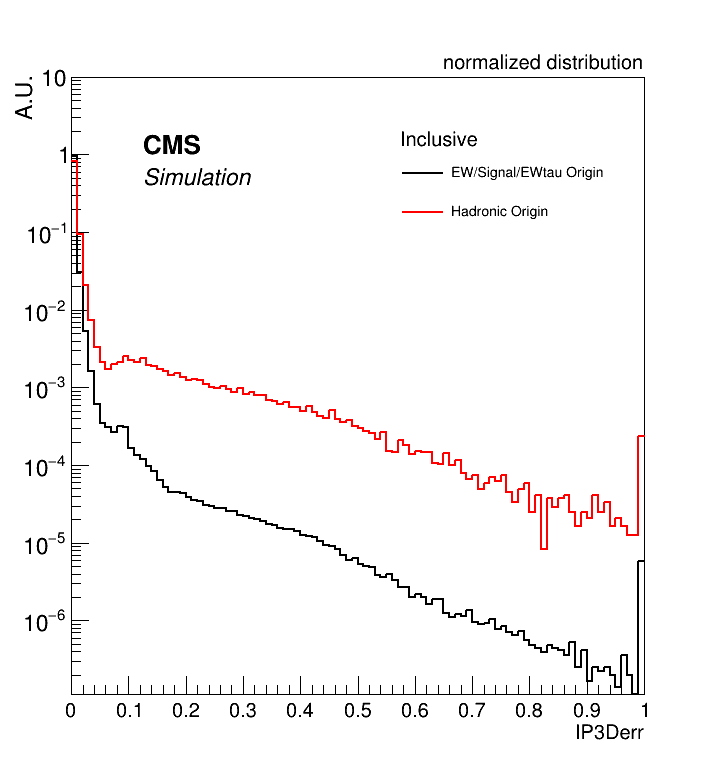 normalized distribution
A.U.
10
1
10⁻¹
10⁻²
10⁻³
10⁻⁴
10⁻⁵
10⁻⁶
CMS
Simulation
Inclusive
EW/Signal/EWtau Origin
Hadronic Origin
0 0.1 0.2 0.3 0.4 0.5 0.6 0.7 0.8 0.9 1
IP3Derr